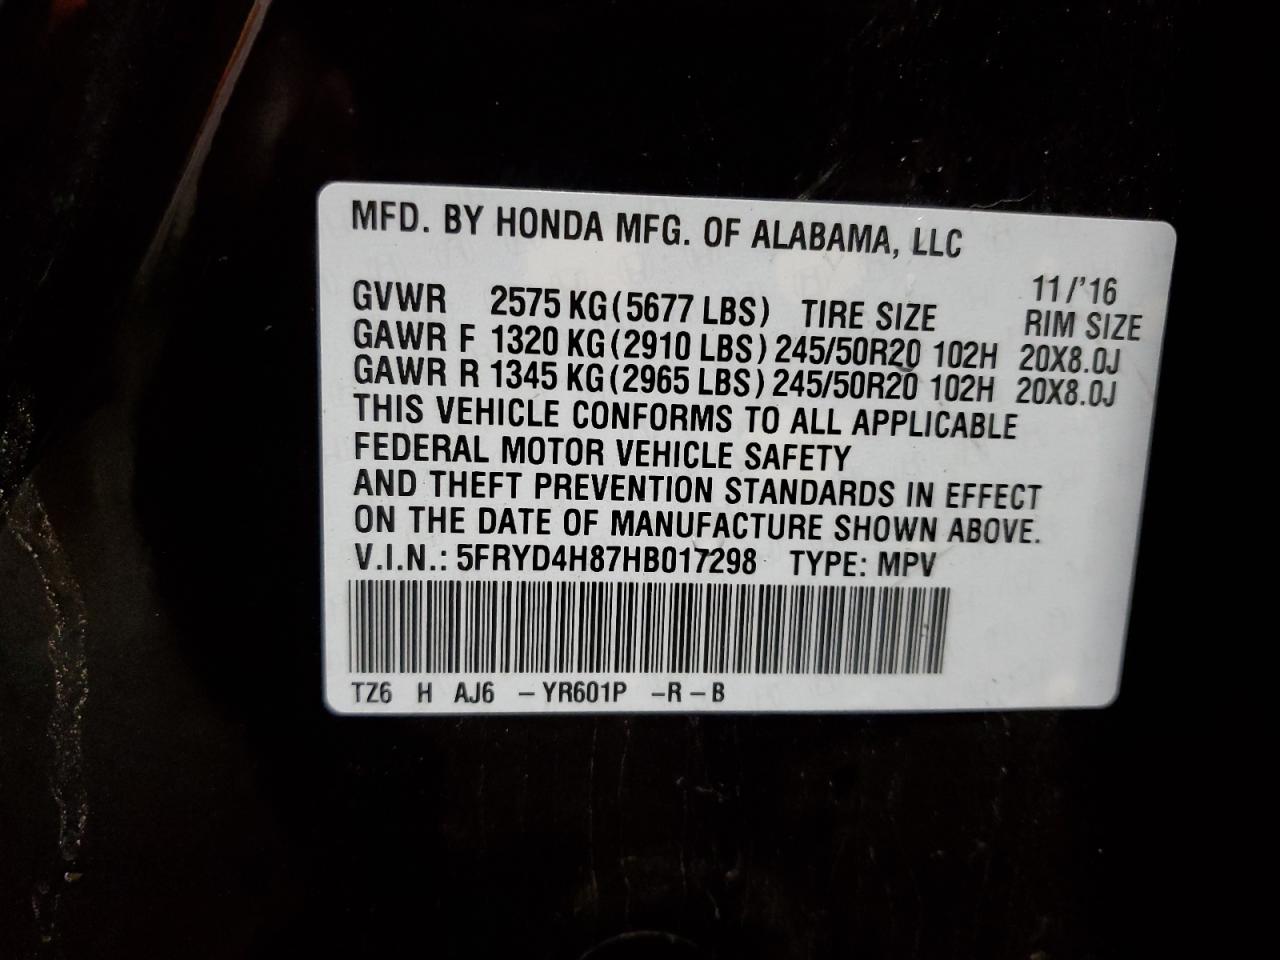 MFD. BY HONDA MFG. OF ALABAMA, LLC
11/'16
GVWR 2575 KG (5677 LBS) TIRE SIZE RIM SIZE
GAWR F 1320 KG (2910 LBS) 245/50R20 102H 20X8.0J
GAWR R 1345 KG (2965 LBS) 245/50R20 102H 20X8.0J
THIS VEHICLE CONFORMS TO ALL APPLICABLE
FEDERAL MOTOR VEHICLE SAFETY
AND THEFT PREVENTION STANDARDS IN EFFECT
ON THE DATE OF MANUFACTURE SHOWN ABOVE.
V.I.N.: 5FRYD4H87HB017298 TYPE: MPV
TZ6 H AJ6 -YR601P -R-B